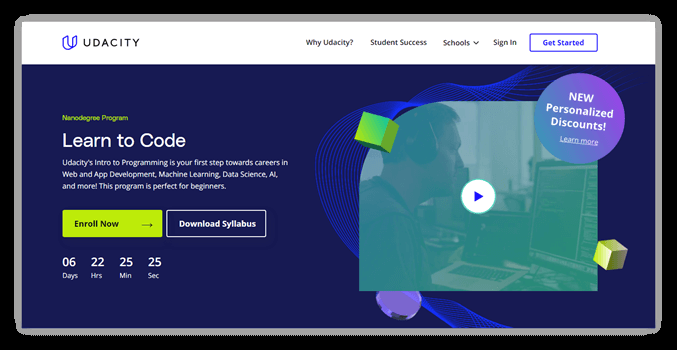 UDACITY
Why Udacity?
Student Success
Schools
Sign In
Get Started
Nanodegree Program
Learn to Code
Udacity's Intro to Programming is your first step towards careers in
Web and App Development, Machine Learning, Data Science, AI,
and more! This program is perfect for beginners.
Enroll Now
Download Syllabus
06 22 25 25
Days Hrs Min Sec
NEW
Personalized
Discounts!
Learn more